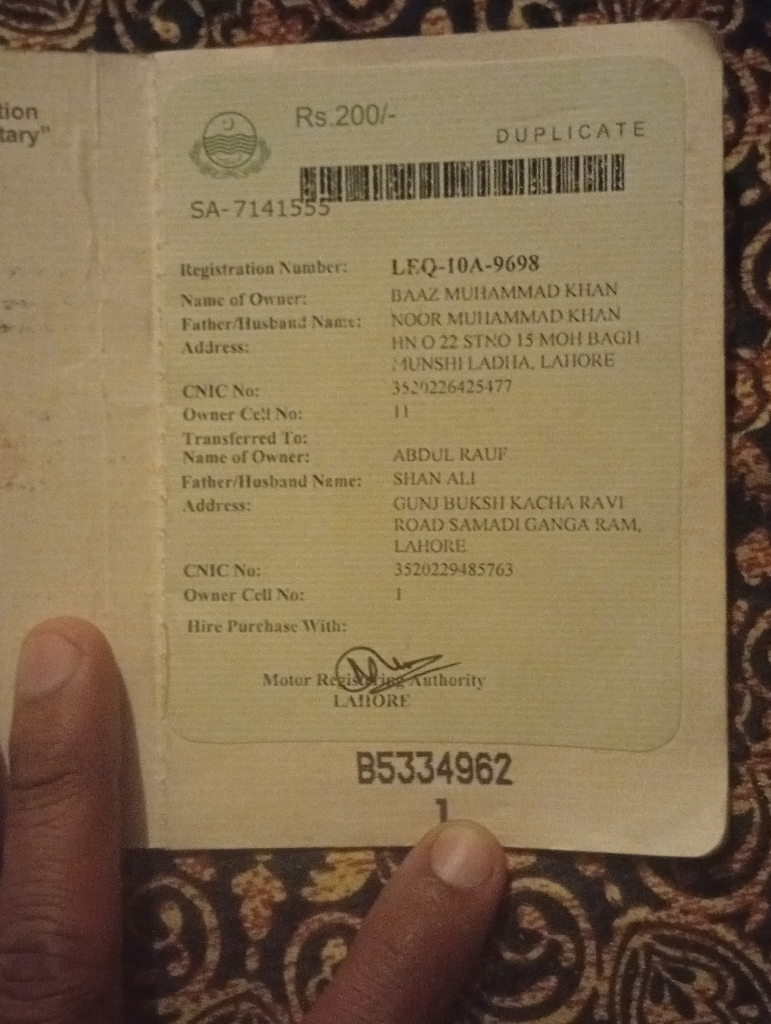 tion
tary"
Rs.200/-
DUPLICATE
SA-7141555
Registration Number: LEQ-10A-9698
Name of Owner: BAAZ MUHAMMAD KHAN
Father/Husband Name: NOOR MUHAMMAD KHAN
Address: HN O 22 STNO 15 MOH BAGH
MUNSHI LADHA, LAHORE
CNIC No: 3520226425477
Owner Cell No: 11
Transferred To:
Name of Owner: ABDUL RAUF
Father/Husband Name: SHAN ALI
Address: GUNJ BUKSH KACHA RAVI
ROAD SAMADI GANGA RAM,
LAHORE
CNIC No: 3520229485763
Owner Cell No: 1
Hire Purchase With:
Motor Registering Authority
LAHORE
B5334962
1